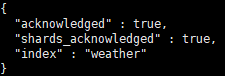 {
  "acknowledged" : true,
  "shards_acknowledged" : true,
  "index" : "weather"
}